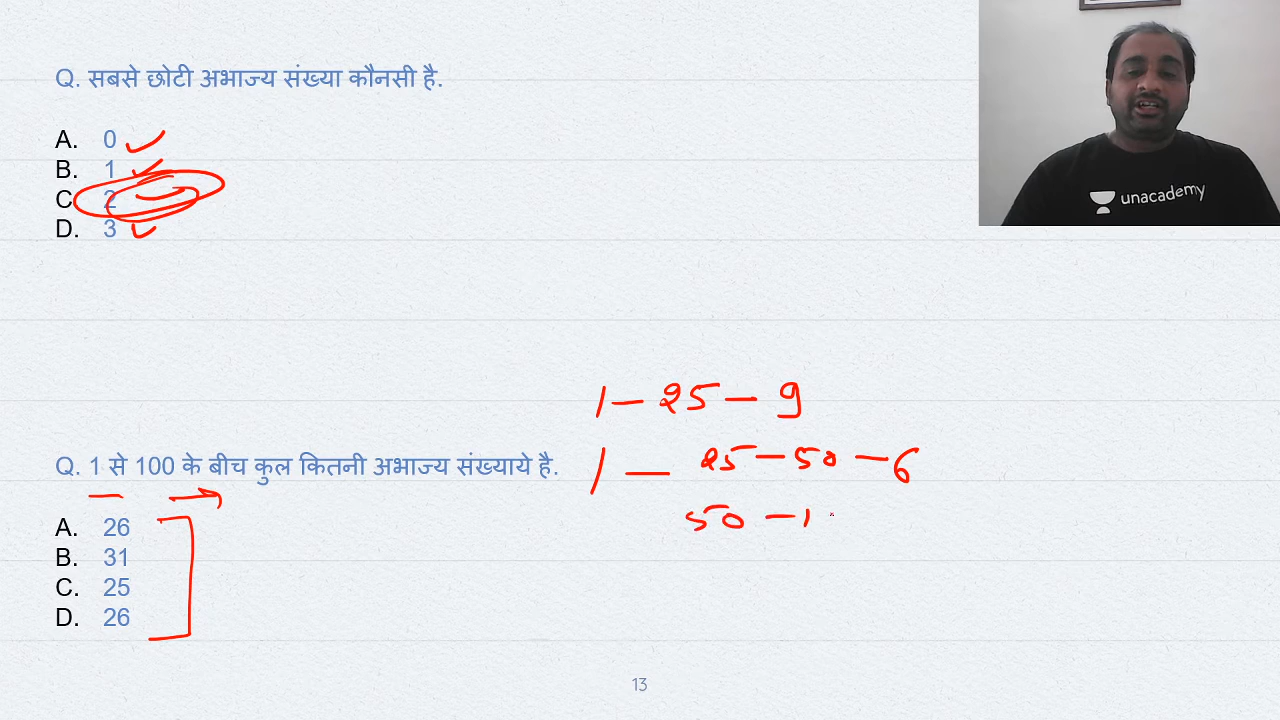 Q. सबसे छोटी अभाज्य संख्या कौनसी है.
A. 0
B. 1
C. 2
D. 3
unacademy
1 – 25 – 9
Q. 1 से 100 के बीच कुल कितनी अभाज्य संख्याये है.
1 – 25 – 50 – 6
50 – 1
A. 26
B. 31
C. 25
D. 26
13